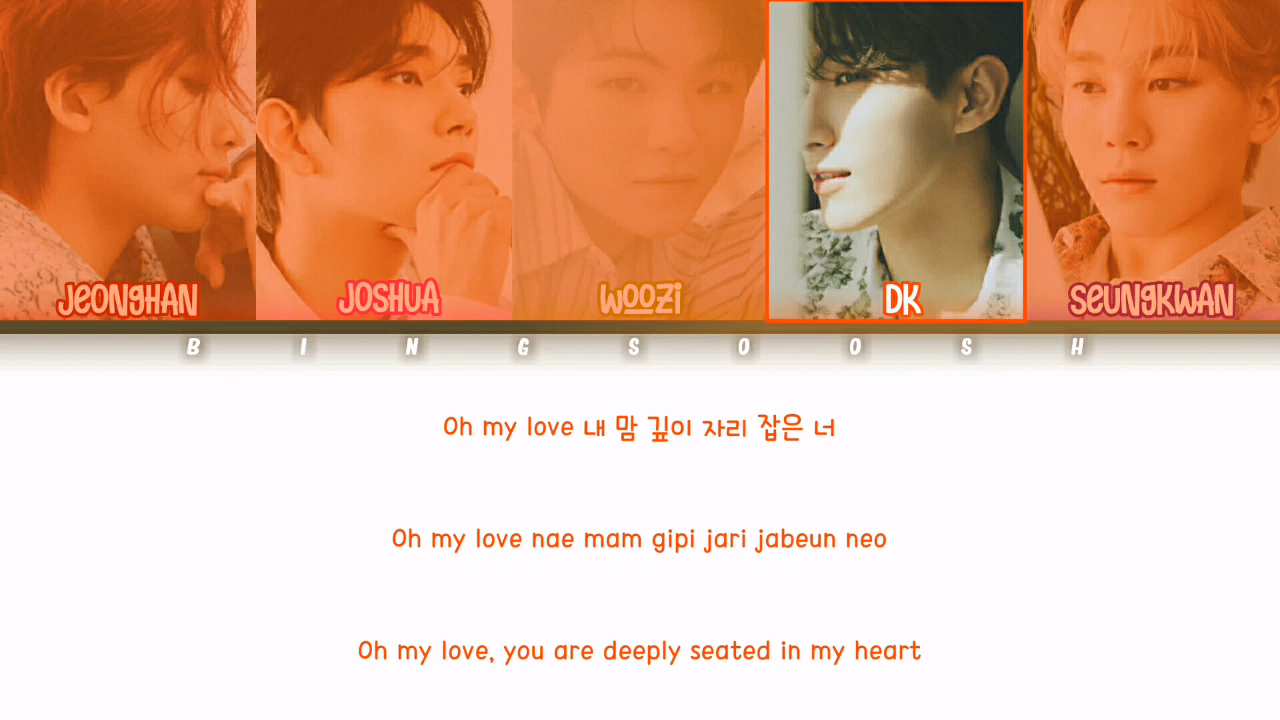 JEONGHAN JOSHUA WOOZI DK SEUNGKWAN
BINGSOOSH
Oh my love 내 맘 깊이 자리 잡은 너
Oh my love nae mam gipi jari jabeun neo
Oh my love, you are deeply seated in my heart